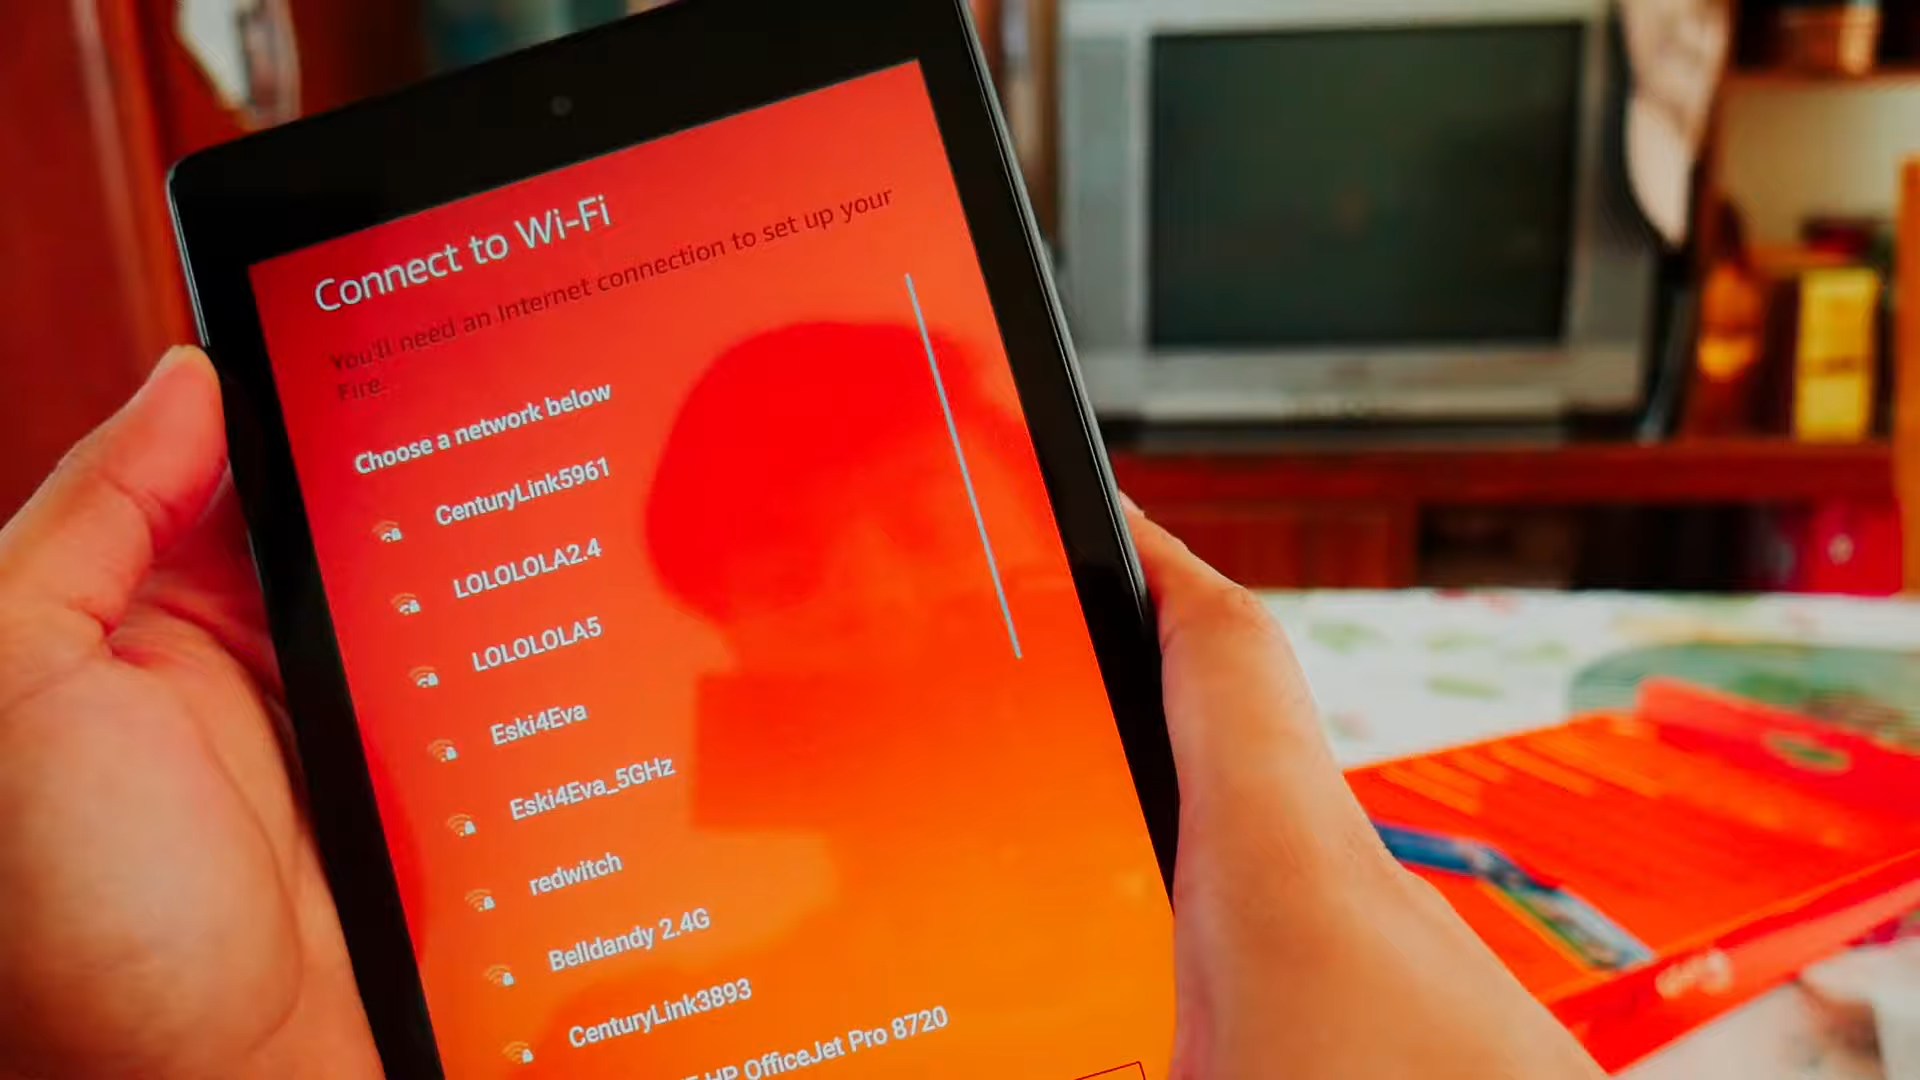 Connect to Wi-Fi
You'll need an Internet connection to set up your
Fire.
Choose a network below
CenturyLink5961
LOLOLOLA2.4
LOLOLOLA5
Eski4Eva
Eski4Eva_5GHz
redwitch
Belldandy 2.4G
CenturyLink3893
HP OfficeJet Pro 8720